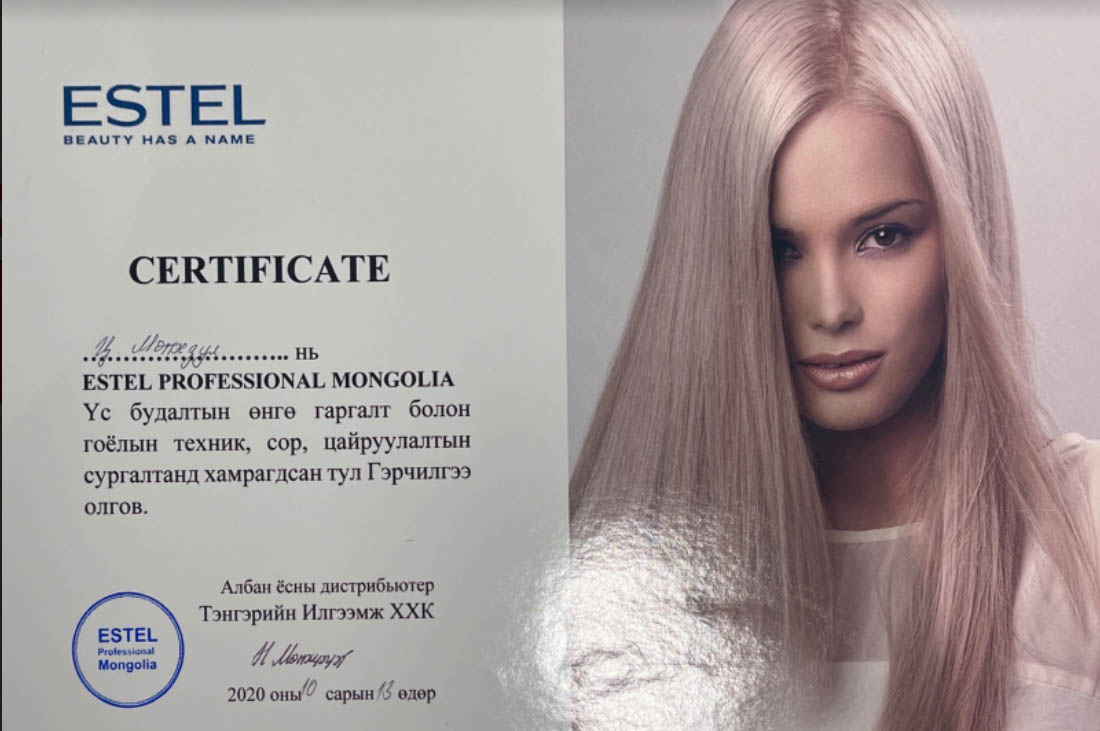 ESTEL
BEAUTY HAS A NAME
CERTIFICATE
Ц. Мөнхзул
.......................... нь
ESTEL PROFESSIONAL MONGOLIA
Үс будалтын өнгө гаргалт болон
гоёлын техник, сор, цайруулалтын
сургалтанд хамрагдсан тул Гэрчилгээ
олгов.
Албан ёсны дистрибьютер
Тэнгэрийн Илгээмж ХХК
ESTEL
Professional
Mongolia
2020 оны 10 сарын 13 өдөр